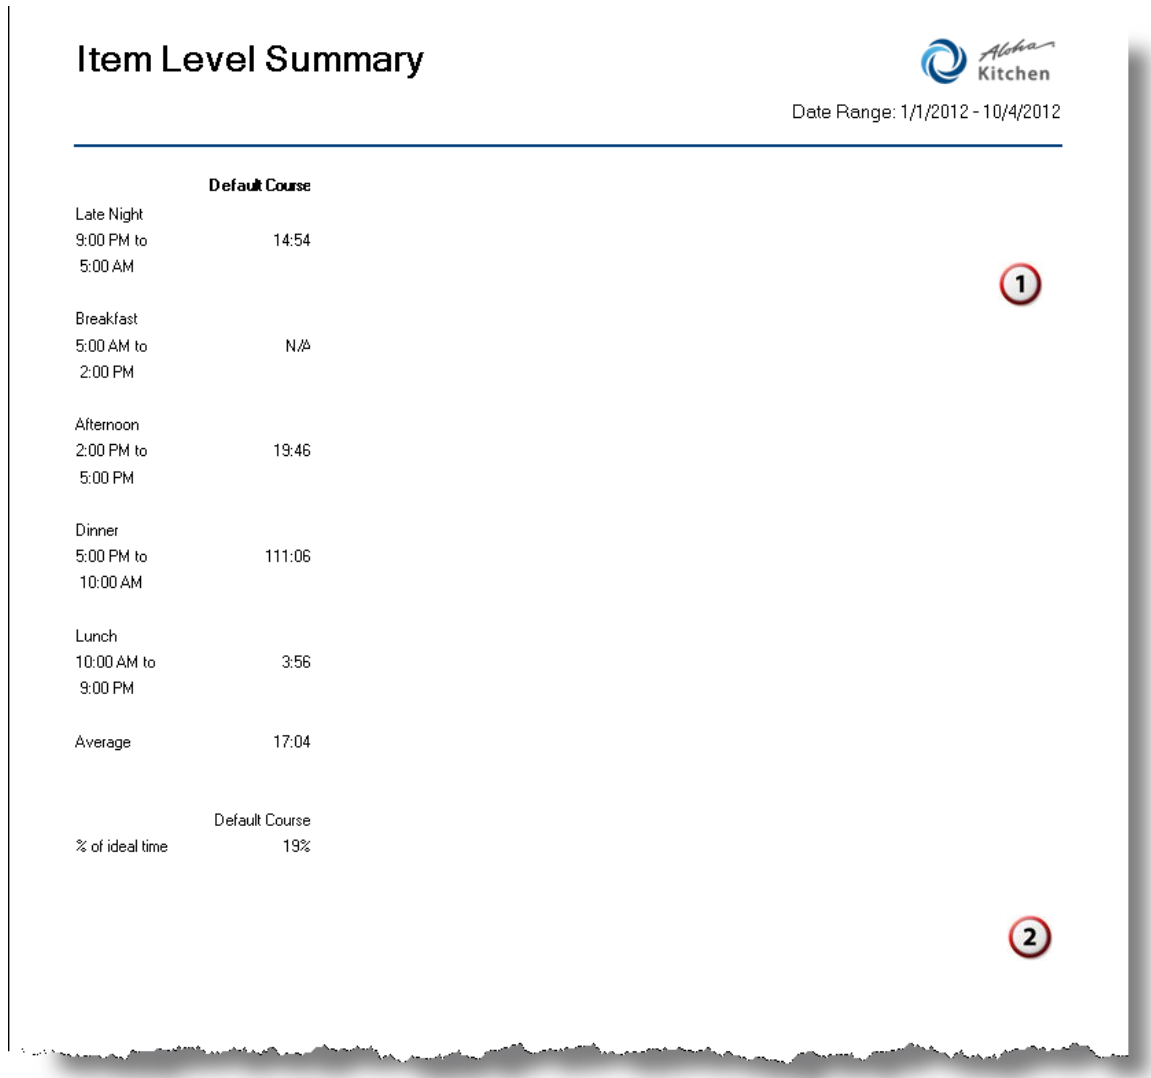 Item Level Summary
Aloha
Kitchen
Date Range: 1/1/2012 - 10/4/2012
Default Course
Late Night
9:00 PM to 14:54
5:00 AM
1
Breakfast
5:00 AM to N/A
2:00 PM
Afternoon
2:00 PM to 19:46
5:00 PM
Dinner
5:00 PM to 111:06
10:00 AM
Lunch
10:00 AM to 3:56
9:00 PM
Average 17:04
Default Course
% of ideal time 19%
2